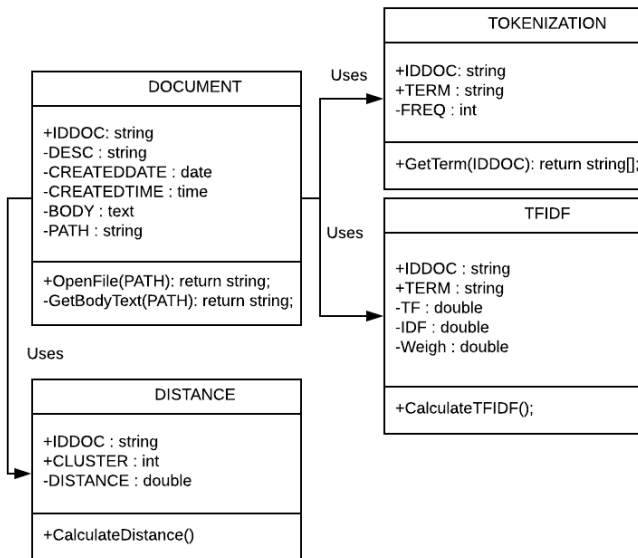 DOCUMENT
+IDDOC: string
-DESC : string
-CREATEDDATE : date
-CREATEDTIME : time
-BODY : text
-PATH : string
+OpenFile(PATH): return string;
-GetBodyText(PATH): return string;
Uses
TOKENIZATION
+IDDOC: string
+TERM : string
-FREQ : int
+GetTerm(IDDOC): return string[];
Uses
TFIDF
+IDDOC : string
+TERM : string
-TF : double
-IDF : double
-Weigh : double
+CalculateTFIDF();
Uses
DISTANCE
+IDDOC : string
+CLUSTER : int
-DISTANCE : double
+CalculateDistance()